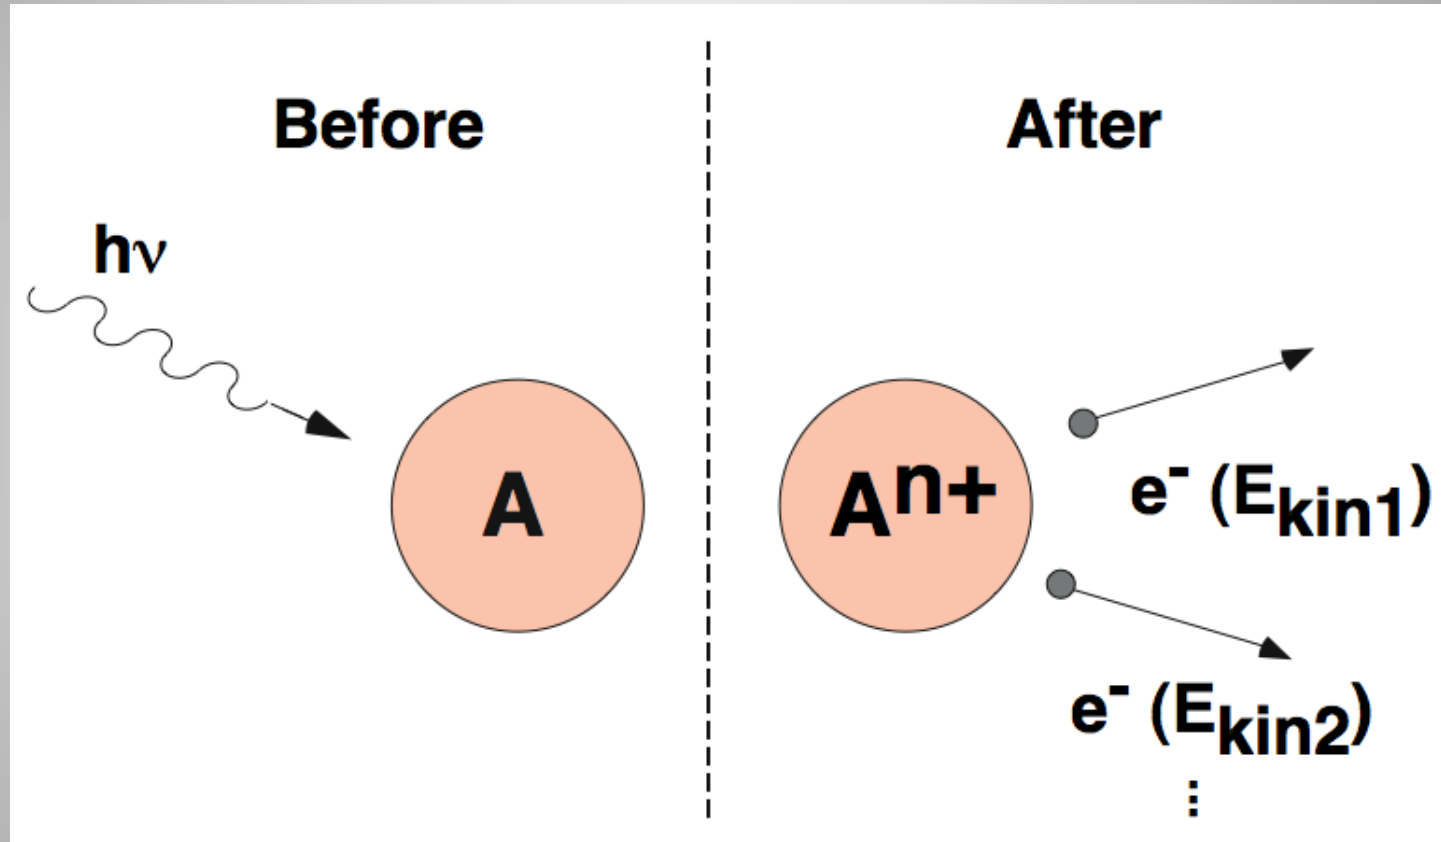 Before
hν
A
After
Aⁿ⁺
e⁻ (Ekin1)
e⁻ (Ekin2)
⋮